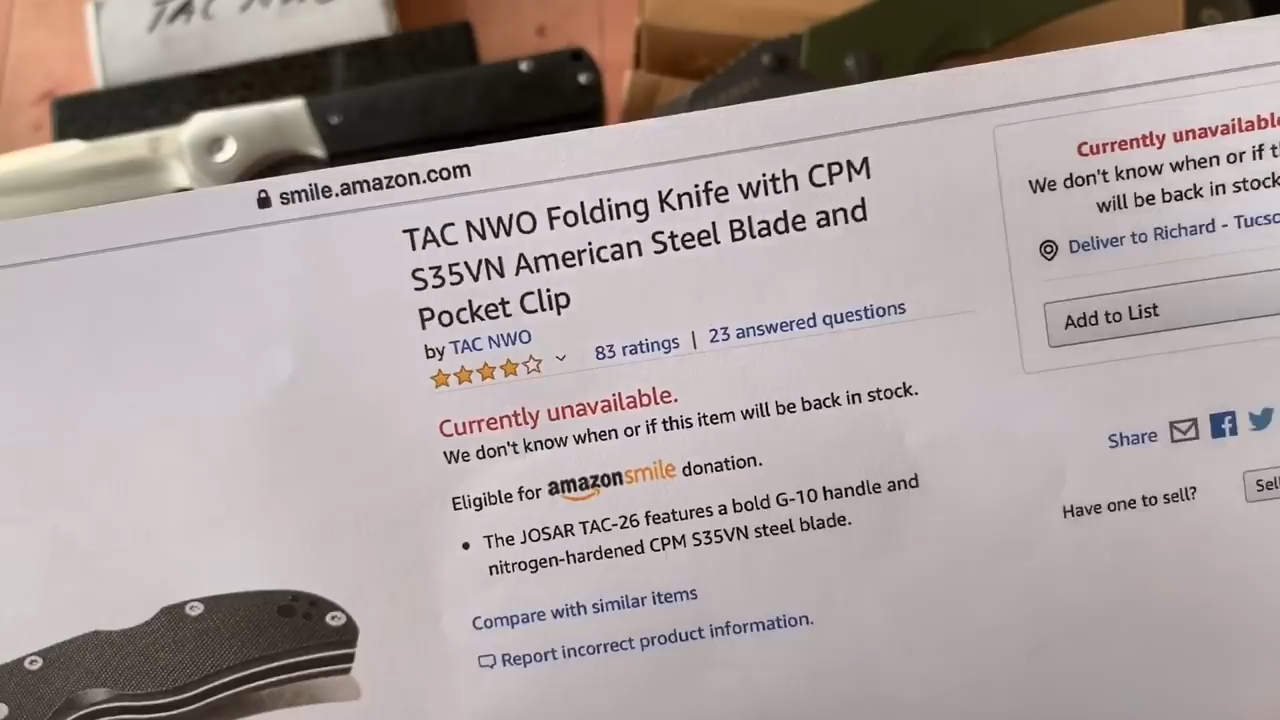 TAC NWO
smile.amazon.com
TAC NWO Folding Knife with CPM
S35VN American Steel Blade and
Pocket Clip
by TAC NWO
83 ratings | 23 answered questions
Currently unavailable.
We don't know when or if this item will be back in stock.
Eligible for amazonsmile donation.
• The JOSAR TAC-26 features a bold G-10 handle and
nitrogen-hardened CPM S35VN steel blade.
Compare with similar items
Report incorrect product information.
Currently unavailable
We don't know when or if t
will be back in stock
Deliver to Richard - Tucso
Add to List
Share
Have one to sell?
Sell